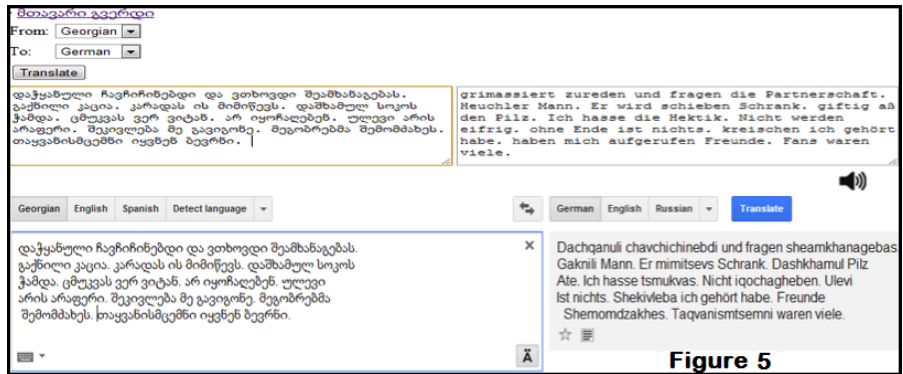 მთავარი გვერდი
From: Georgian
To: German
Translate
დაჭყანული ჩავჩიჩინებდი და ვთხოვდი შეამხანაგებას.
გაქნილი კაცია. კარადას ის მიმიწევს. დაშხამულ სოკოს
ჭამდა. ცმუკვას ვერ ვიტან. არ იყოჩაღებენ. ულევი არის
არაფერი. შეკივლება მე გავიგონე. მეგობრებმა შემომძახეს.
თაყვანისმცემნი იყვნენ ბევრნი.
grimassiert zureden und fragen die Partnerschaft.
Heuchler Mann. Er wird schieben Schrank. giftig aß
den Pilz. Ich hasse die Hektik. Nicht werden
eifrig. ohne Ende ist nichts. kreischen ich gehört
habe. haben mich aufgerufen Freunde. Fans waren
viele.
Georgian English Spanish Detect language
German English Russian Translate
დაჭყანული ჩავჩიჩინებდი და ვთხოვდი შეამხანაგებას.
გაქნილი კაცია. კარადას ის მიმიწევს. დაშხამულ სოკოს
ჭამდა. ცმუკვას ვერ ვიტან. არ იყოჩაღებენ. ულევი
არის არაფერი. შეკივლება მე გავიგონე. მეგობრებმა
შემომძახეს. თაყვანისმცემნი იყვნენ ბევრნი.
Ä
Dachqanuli chavchichinebdi und fragen sheamkhanagebas.
Gaknili Mann. Er mimitsevs Schrank. Dashkhamul Pilz
Ate. Ich hasse tsmukvas. Nicht iqochagheben. Ulevi
Ist nichts. Shekivleba ich gehört habe. Freunde
Shemomdzakhes. Taqvanismtsemni waren viele.
Figure 5